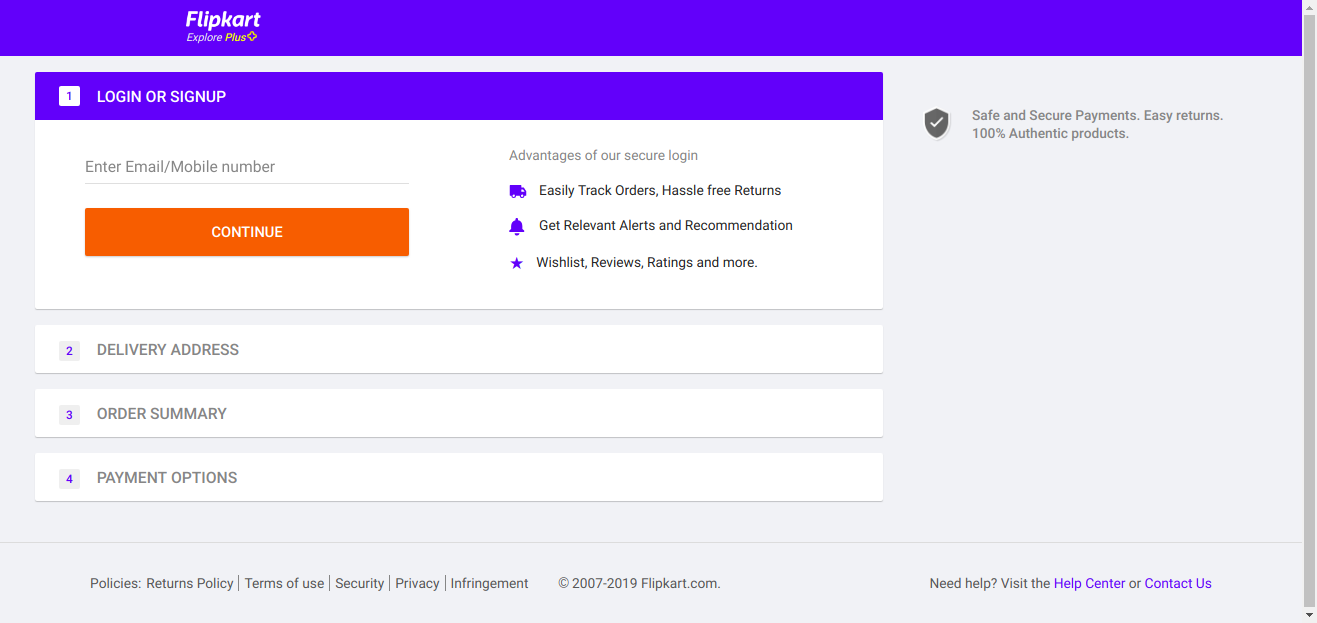 Flipkart
Explore Plus
1 LOGIN OR SIGNUP
Enter Email/Mobile number
CONTINUE
Advantages of our secure login
Easily Track Orders, Hassle free Returns
Get Relevant Alerts and Recommendation
Wishlist, Reviews, Ratings and more.
Safe and Secure Payments. Easy returns.
100% Authentic products.
2 DELIVERY ADDRESS
3 ORDER SUMMARY
4 PAYMENT OPTIONS
Policies: Returns Policy | Terms of use | Security | Privacy | Infringement © 2007-2019 Flipkart.com. Need help? Visit the Help Center or Contact Us